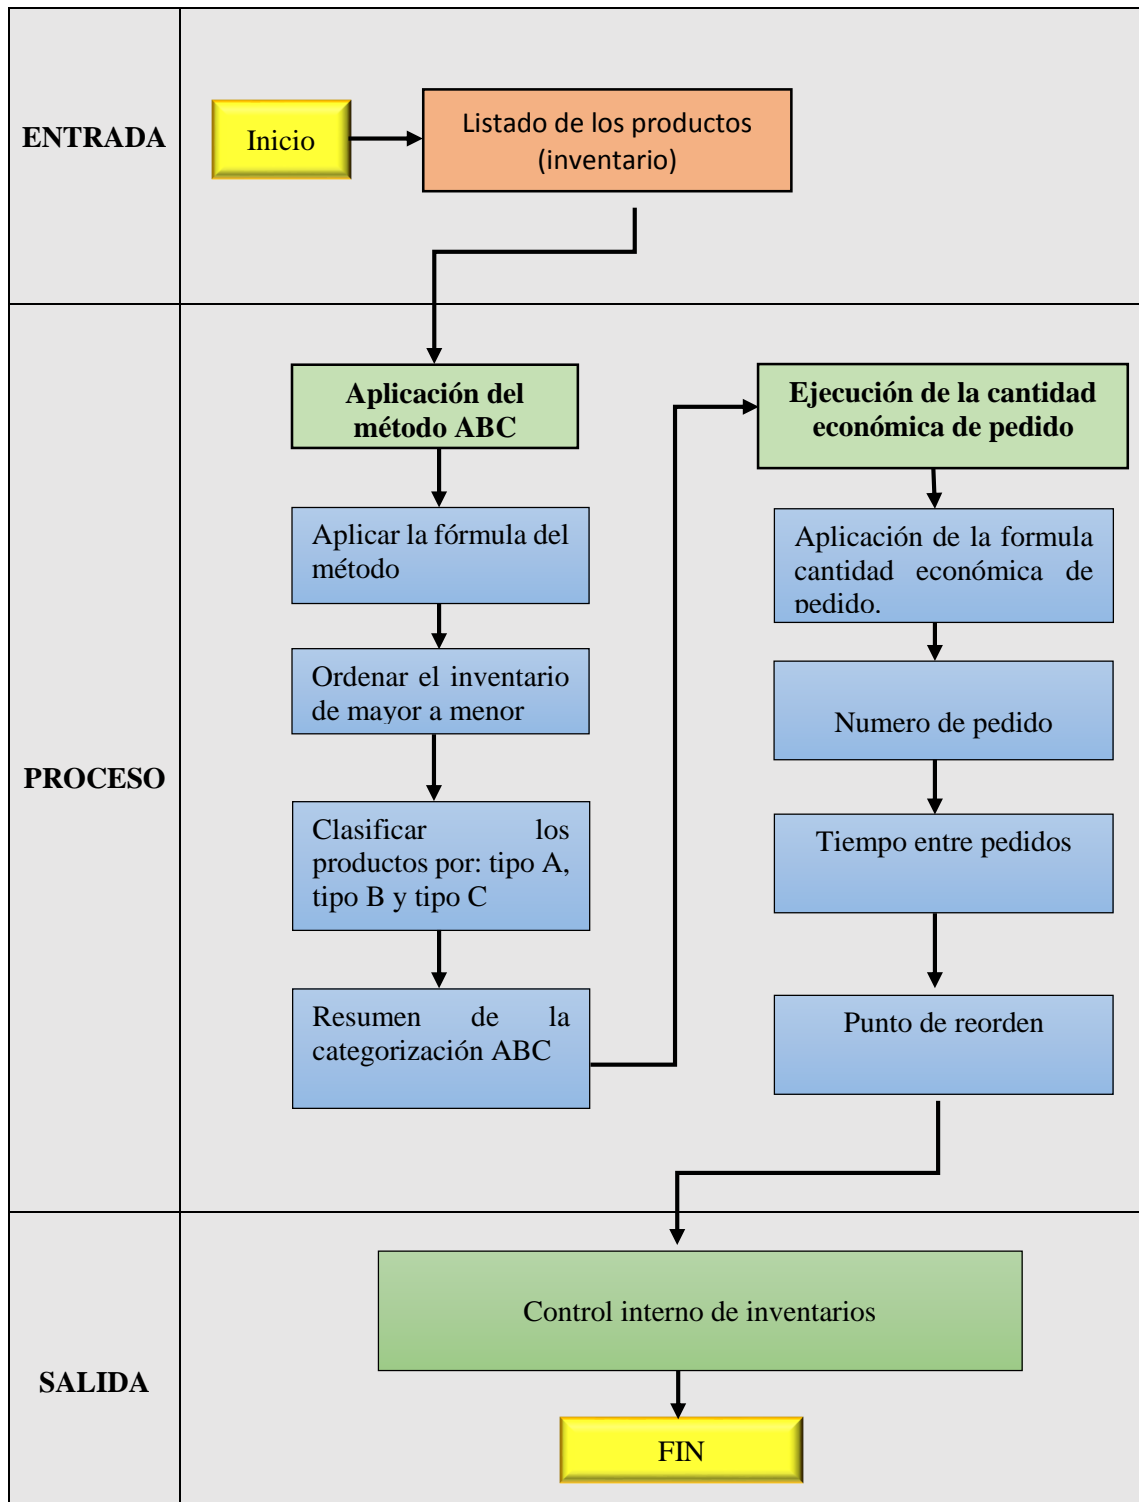 ENTRADA
Inicio
Listado de los productos
(inventario)
PROCESO
Aplicación del
método ABC
Aplicar la fórmula del
método
Ordenar el inventario
de mayor a menor
Clasificar los
productos por: tipo A,
tipo B y tipo C
Resumen de la
categorización ABC
Ejecución de la cantidad
económica de pedido
Aplicación de la formula
cantidad económica de
pedido.
Numero de pedido
Tiempo entre pedidos
Punto de reorden
SALIDA
Control interno de inventarios
FIN